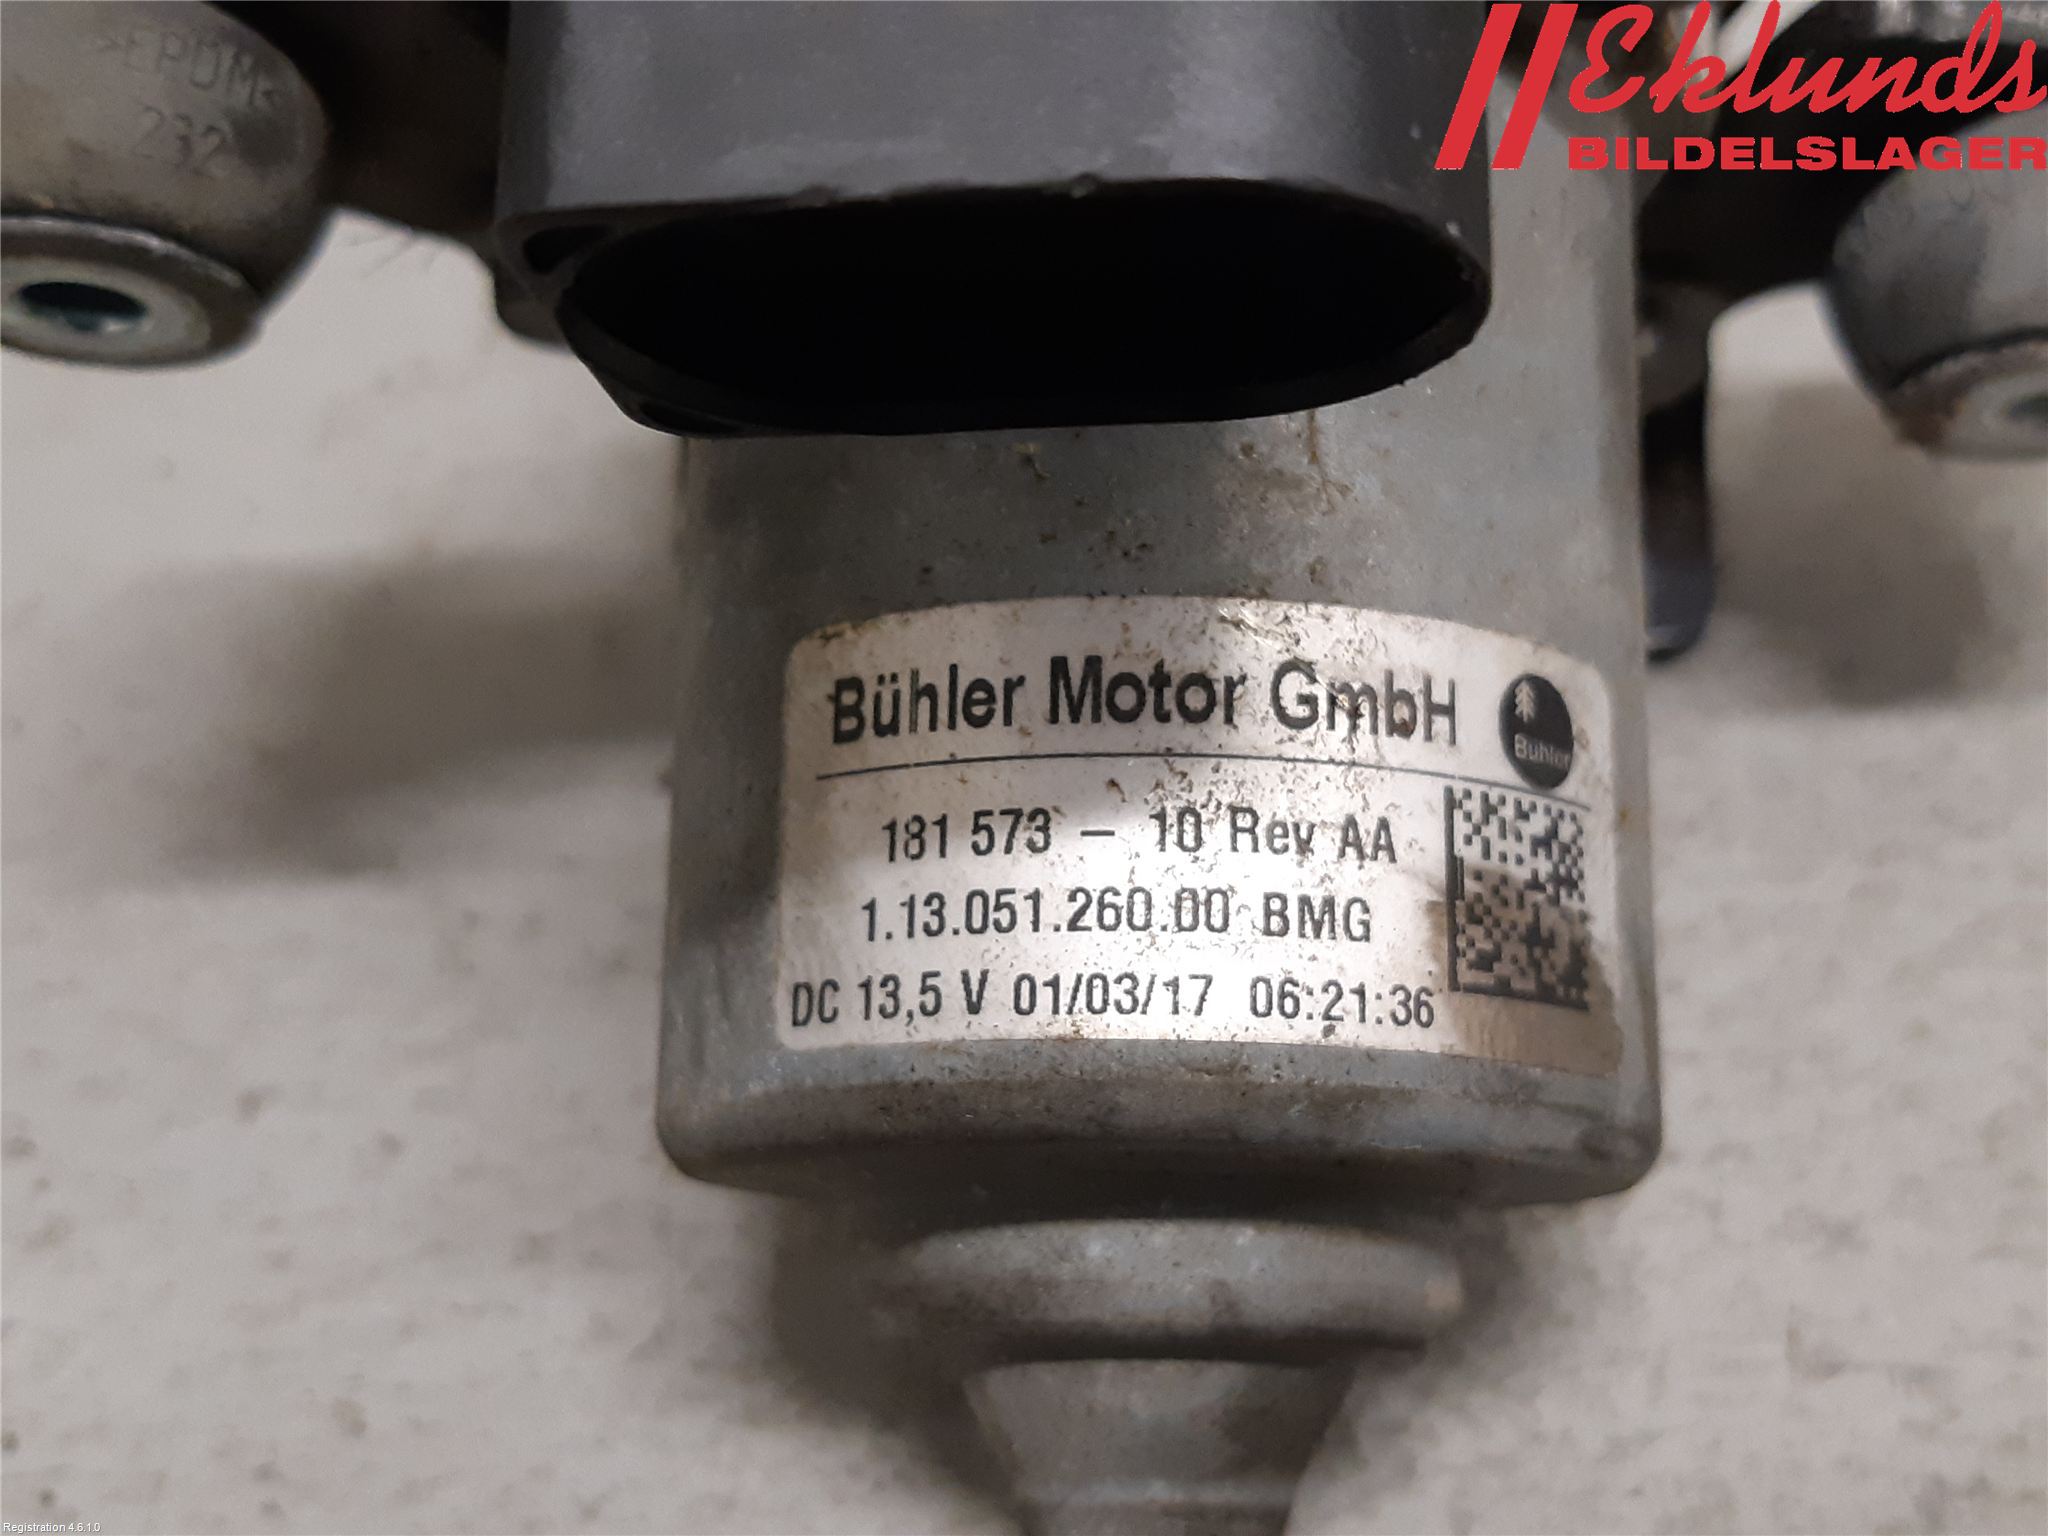 >EPDM<
232
Eklunds
BILDELSLAGER
Bühler Motor GmbH
Bühler
181 573 – 10 Rev AA
1.13.051.260.00 BMG
DC 13,5 V 01/03/17 06:21:36
Registration 4.6.1.0